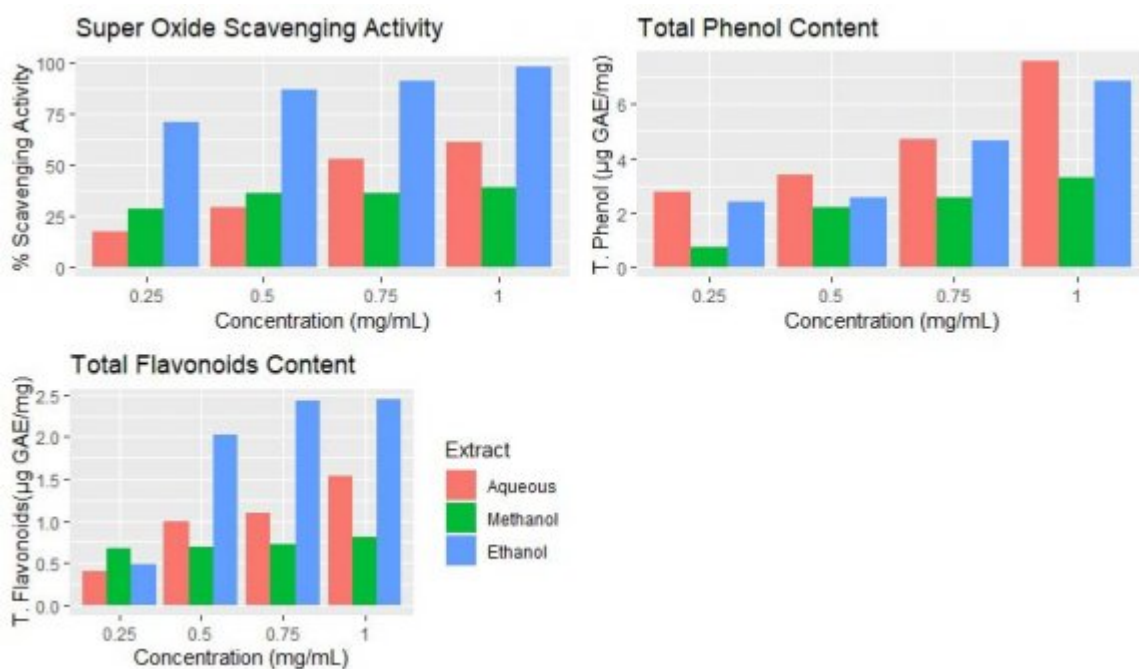 Super Oxide Scavenging Activity
% Scavenging Activity
100
75
50
25
0
0.25 0.5 0.75 1
Concentration (mg/mL)
Total Phenol Content
T. Phenol (µg GAE/mg)
6
4
2
0
0.25 0.5 0.75 1
Concentration (mg/mL)
Total Flavonoids Content
T. Flavonoids(µg GAE/mg)
2.5
2.0
1.5
1.0
0.5
0.0
0.25 0.5 0.75 1
Concentration (mg/mL)
Extract
Aqueous
Methanol
Ethanol